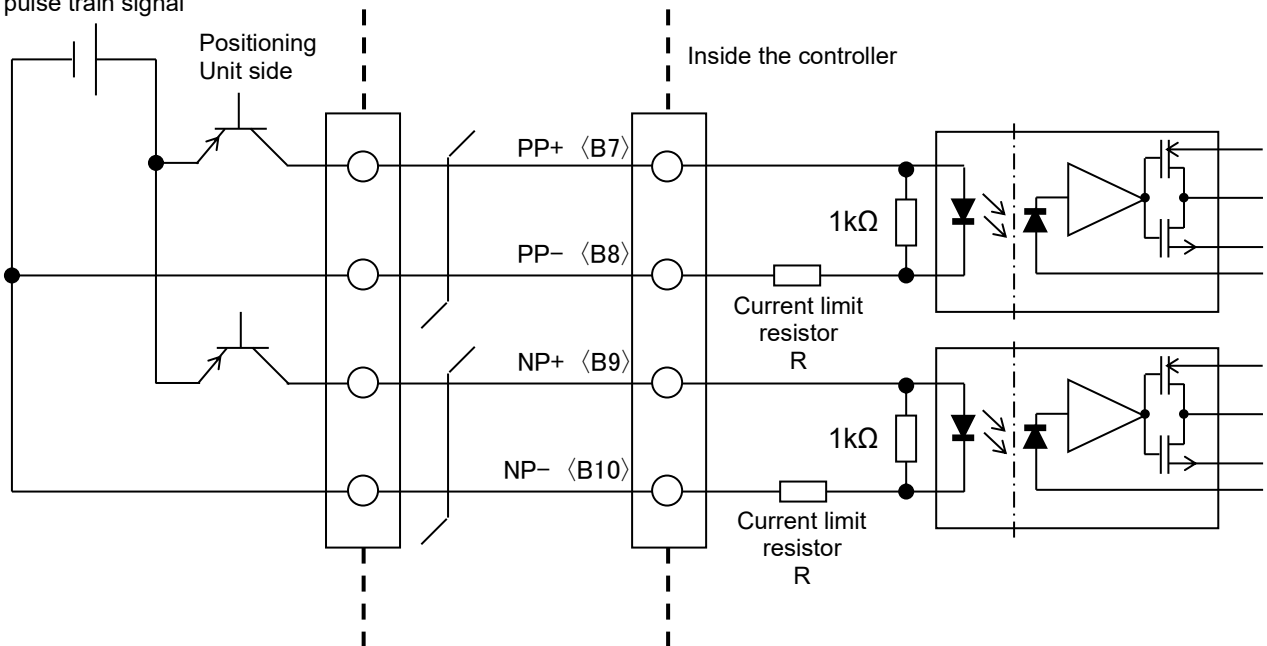 pulse train signal
Positioning
Unit side
Inside the controller
PP+ 〈B7〉
1kΩ
PP− 〈B8〉
Current limit
resistor
R
NP+ 〈B9〉
1kΩ
NP− 〈B10〉
Current limit
resistor
R